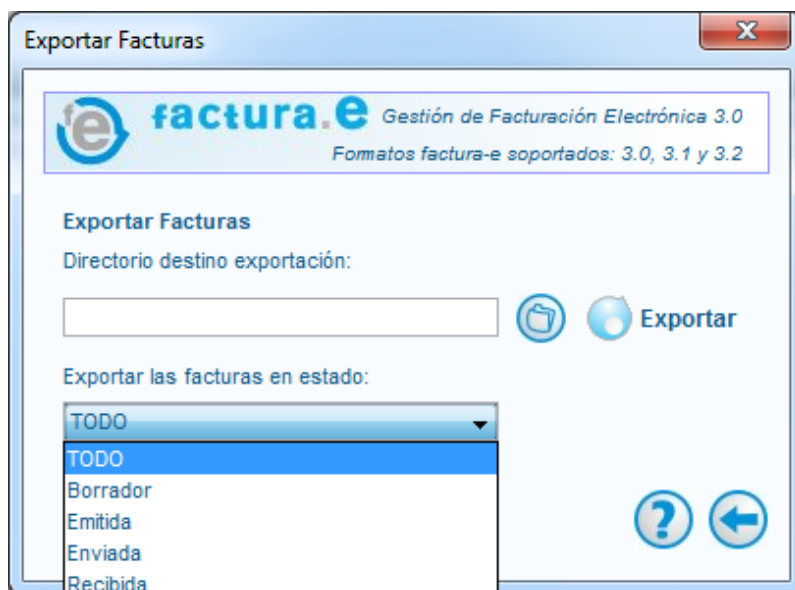 Exportar Facturas
factura.e Gestión de Facturación Electrónica 3.0
Formatos factura-e soportados: 3.0, 3.1 y 3.2
Exportar Facturas
Directorio destino exportación:
Exportar
Exportar las facturas en estado:
TODO
TODO
Borrador
Emitida
Enviada
Recibida